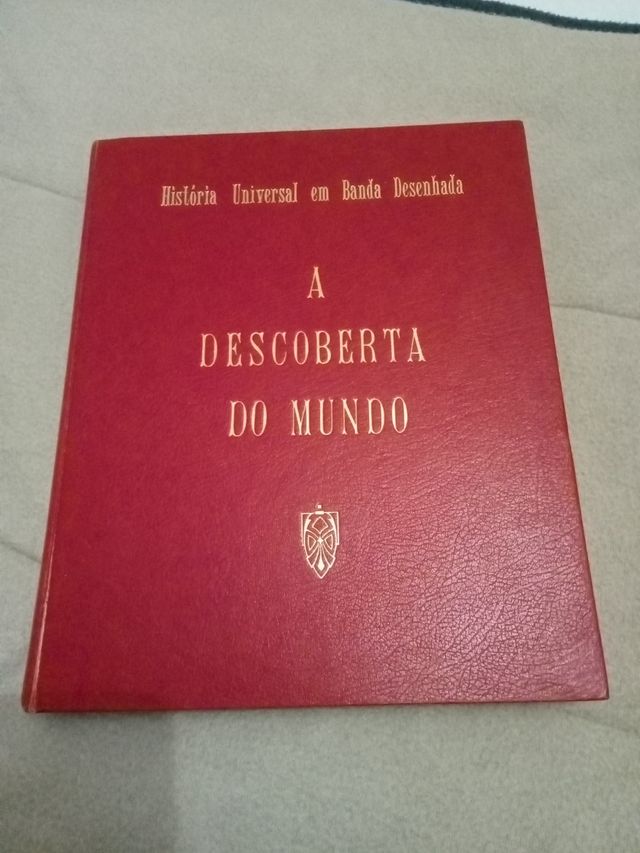 História Universal em Banda Desenhada
A
DESCOBERTA
DO MUNDO